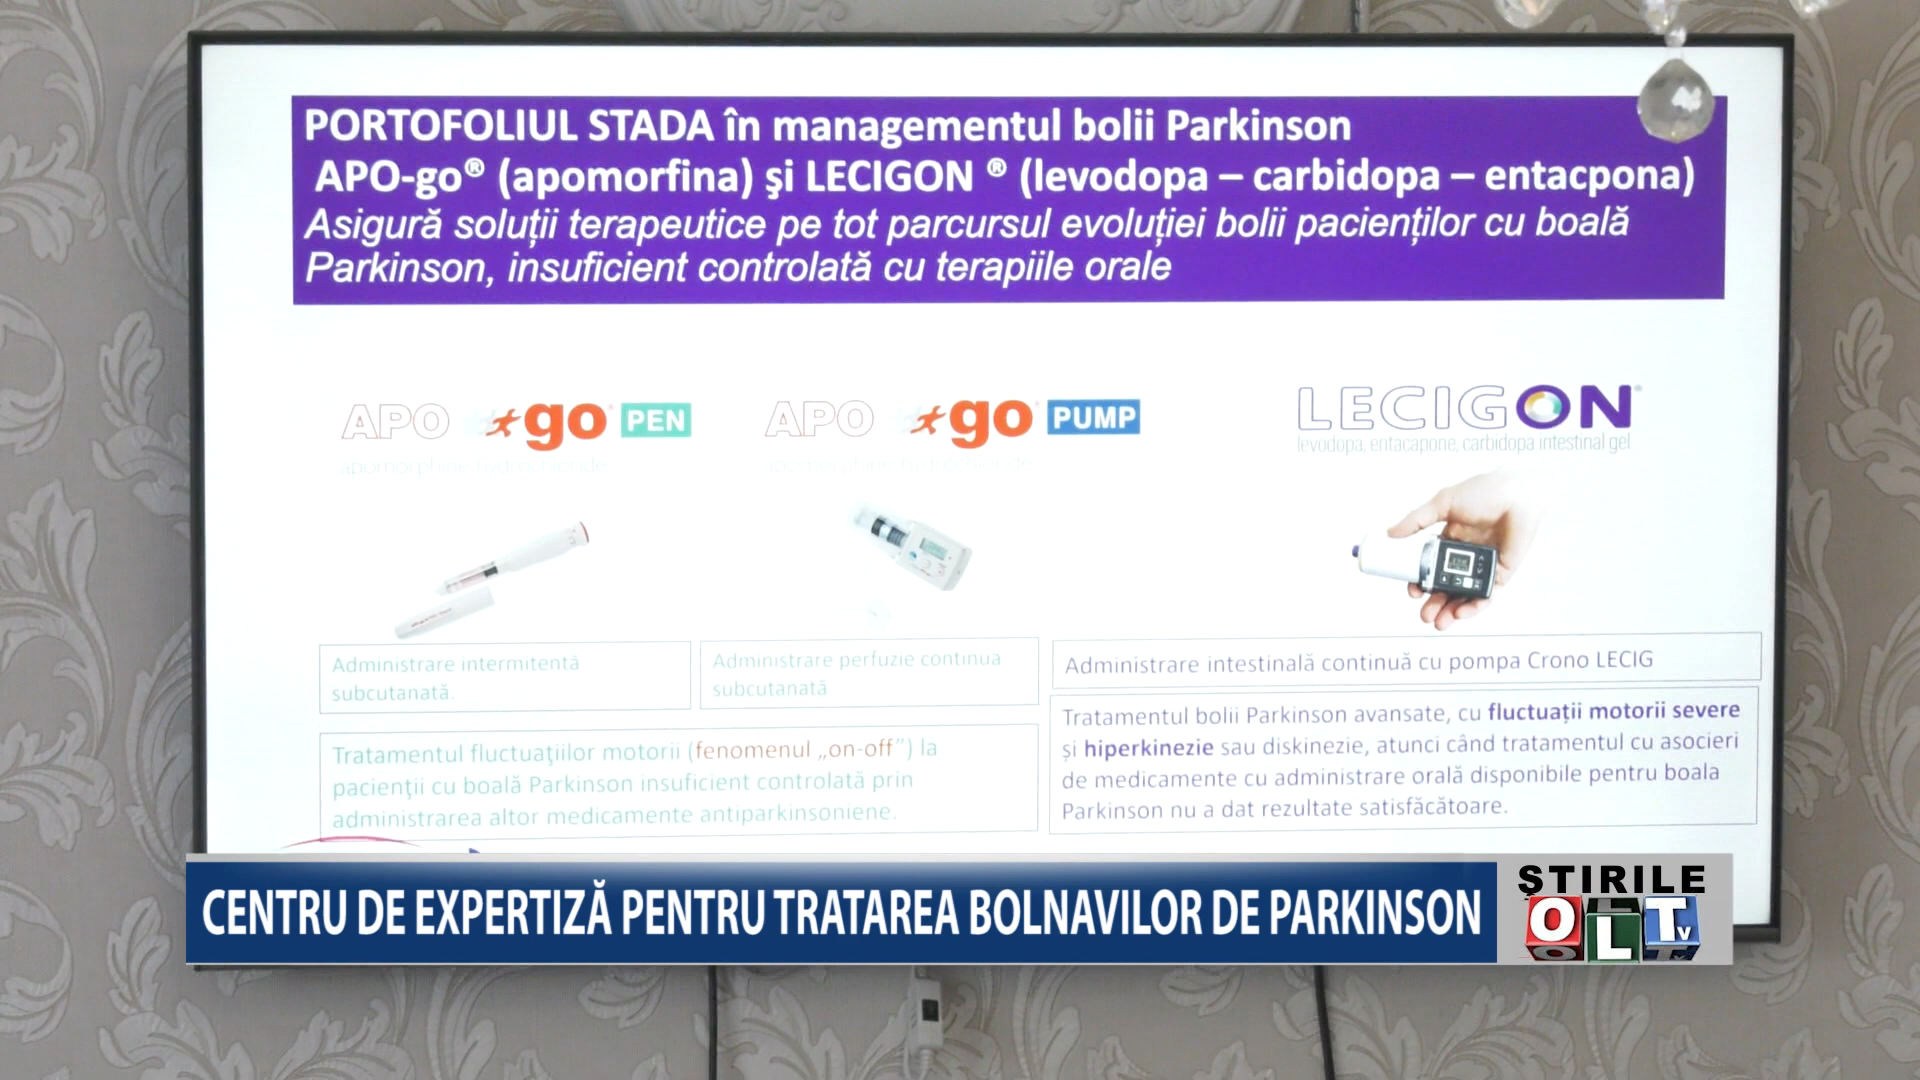 PORTOFOLIUL STADA în managementul bolii Parkinson
APO-go® (apomorfina) şi LECIGON ® (levodopa – carbidopa – entacpona)
Asigură soluții terapeutice pe tot parcursul evoluției bolii pacienților cu boală
Parkinson, insuficient controlată cu terapiile orale
APO go PEN
apomorphine hydrochloride
APO go PUMP
apomorphine hydrochloride
LECIGON®
levodopa, entacapone, carbidopa intestinal gel
Administrare intermitentă
subcutanată.
Administrare perfuzie continua
subcutanată
Administrare intestinală continuă cu pompa Crono LECIG
Tratamentul fluctuaţiilor motorii (fenomenul „on-off”) la
pacienţii cu boală Parkinson insuficient controlată prin
administrarea altor medicamente antiparkinsoniene.
Tratamentul bolii Parkinson avansate, cu fluctuații motorii severe
și hiperkinezie sau diskinezie, atunci când tratamentul cu asocieri
de medicamente cu administrare orală disponibile pentru boala
Parkinson nu a dat rezultate satisfăcătoare.
CENTRU DE EXPERTIZĂ PENTRU TRATAREA BOLNAVILOR DE PARKINSON
ŞTIRILE
OLT
TV